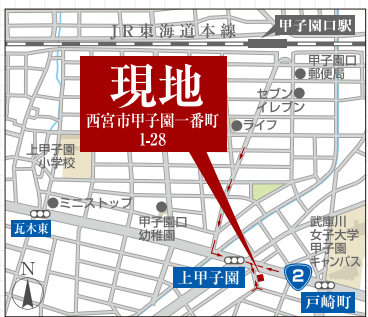 JR東海道本線
甲子園口駅
現地
西宮市甲子園一番町
1-28
甲子園口
郵便局
セブン
イレブン
ライフ
上甲子園
小学校
ミニストップ
瓦木東
甲子園口
幼稚園
武庫川
女子大学
甲子園
キャンパス
上甲子園
2
戸崎町
N